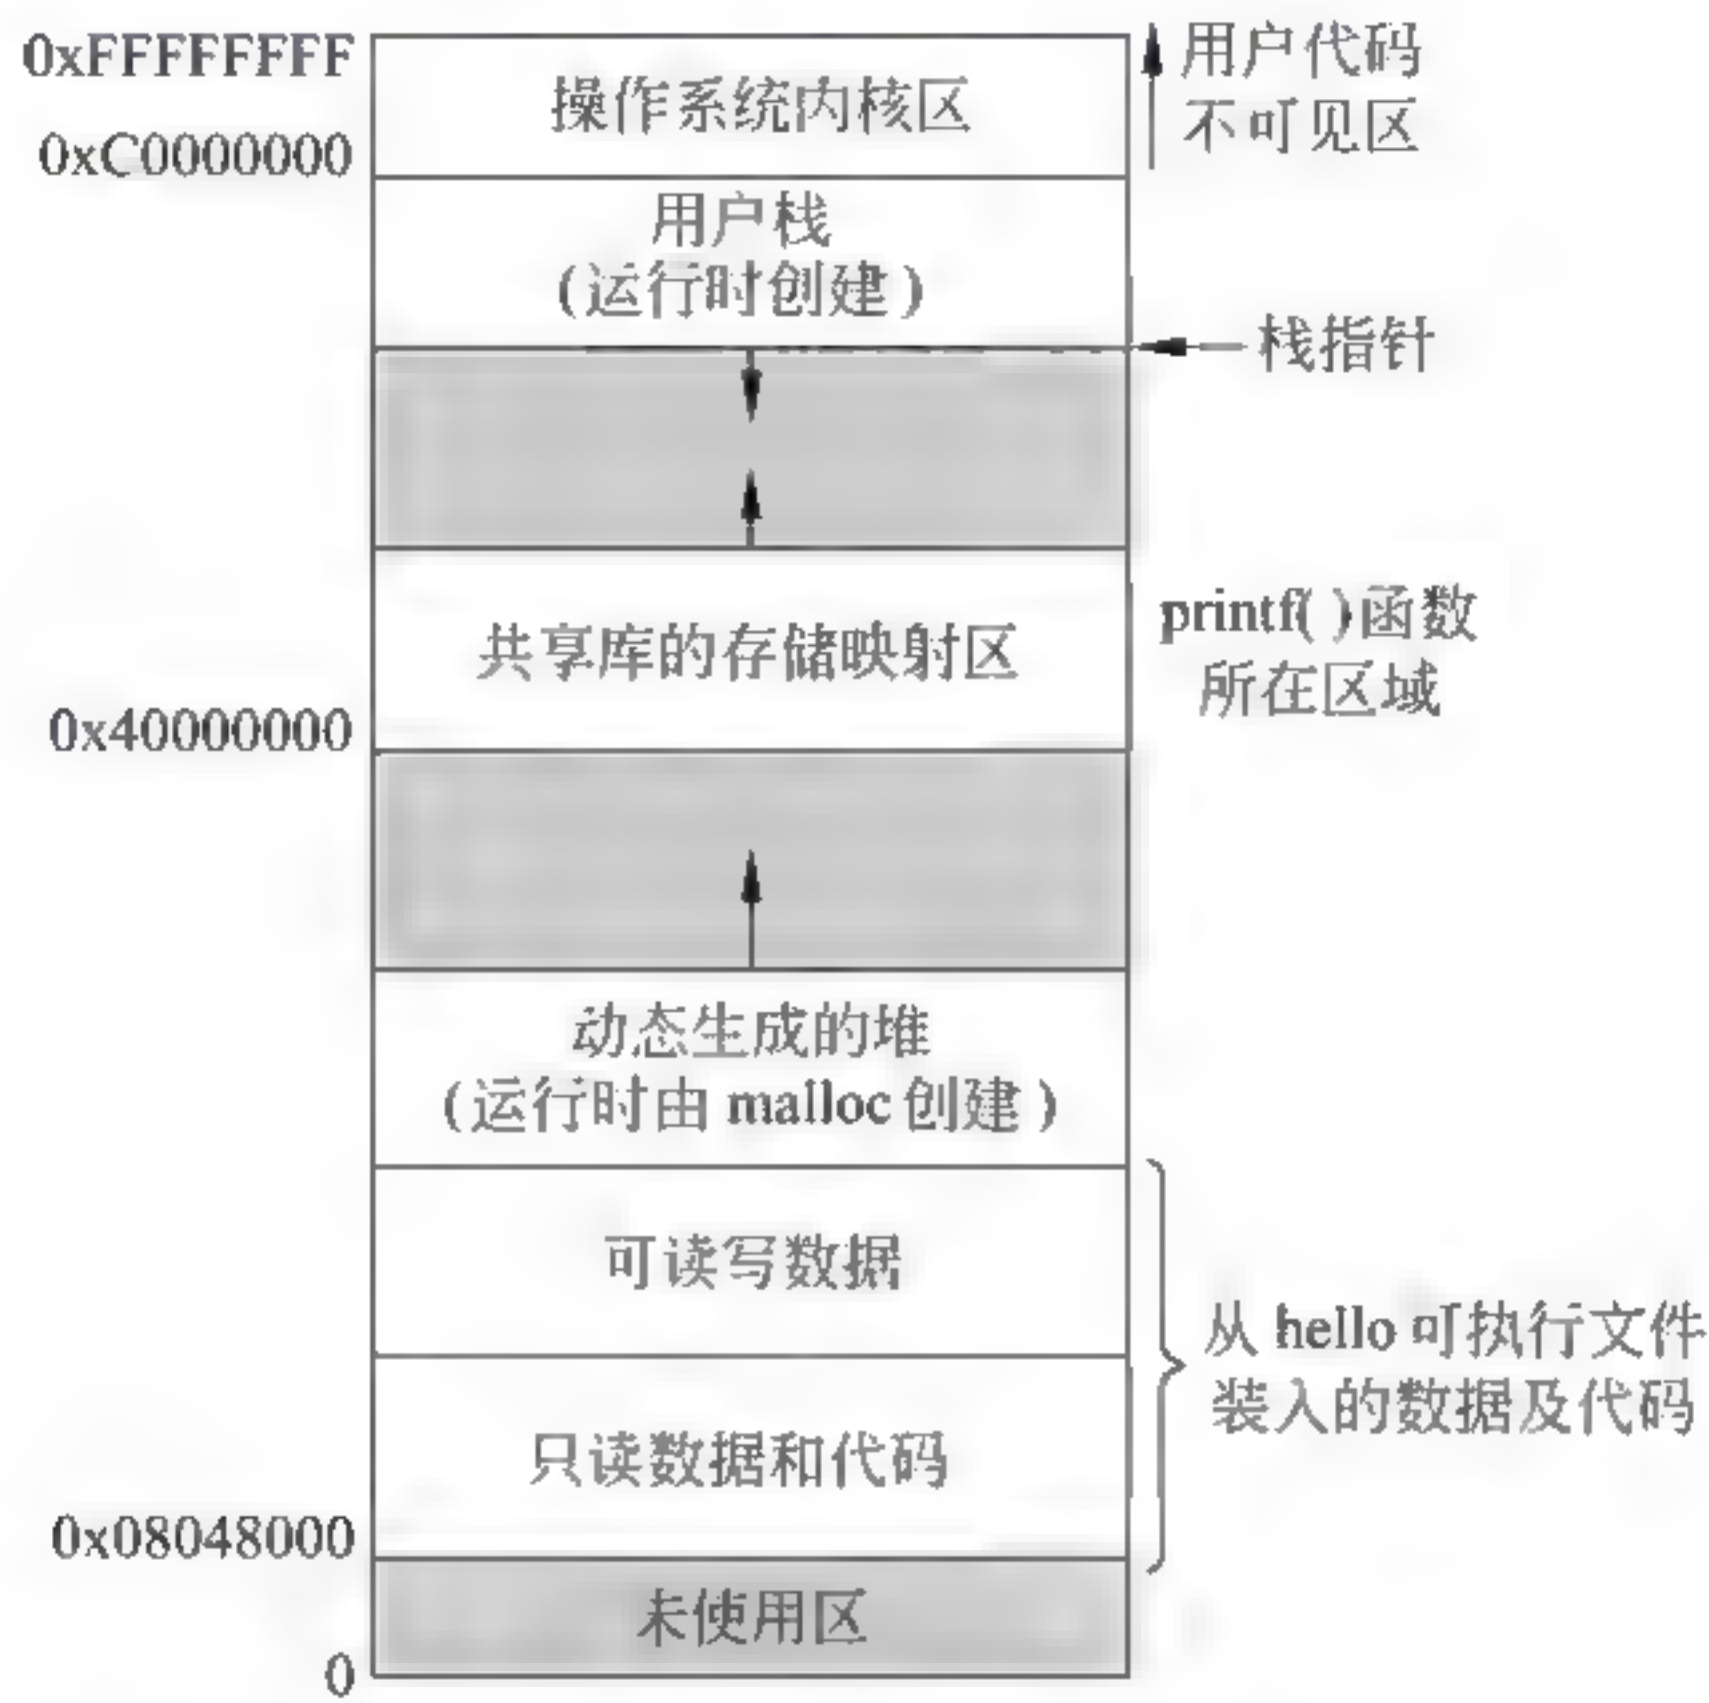 0xFFFFFFFF
操作系统内核区
用户代码
不可见区
0xC0000000
用户栈
(运行时创建)
栈指针
printf( )函数
所在区域
共享库的存储映射区
0x40000000
动态生成的堆
(运行时由 malloc 创建)
可读写数据
从 hello 可执行文件
装入的数据及代码
只读数据和代码
0x08048000
未使用区
0